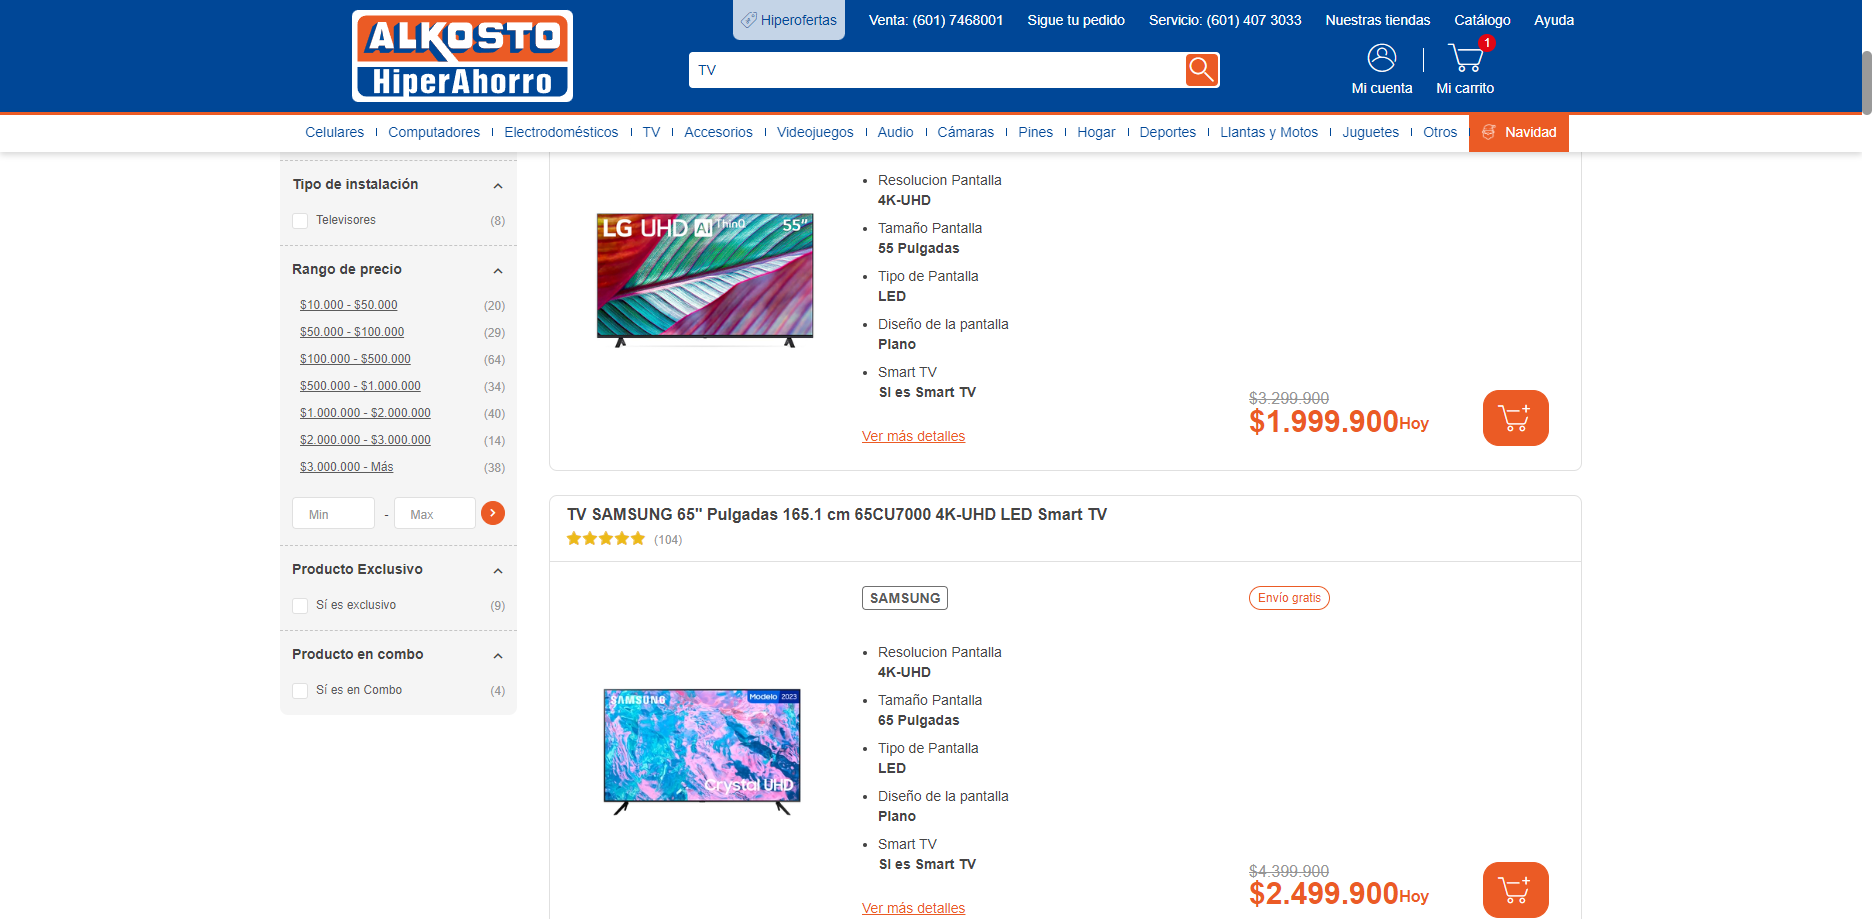 Hiperofertas
Venta: (601) 7468001
Sigue tu pedido
Servicio: (601) 407 3033
Nuestras tiendas
Catálogo
Ayuda
ALKOSTO
HiperAhorro
TV
Mi cuenta
1
Mi carrito
Celulares
Computadores
Electrodomésticos
TV
Accesorios
Videojuegos
Audio
Cámaras
Pines
Hogar
Deportes
Llantas y Motos
Juguetes
Otros
Navidad
Tipo de instalación
Televisores (8)
Rango de precio
$10.000 - $50.000 (20)
$50.000 - $100.000 (29)
$100.000 - $500.000 (64)
$500.000 - $1.000.000 (34)
$1.000.000 - $2.000.000 (40)
$2.000.000 - $3.000.000 (14)
$3.000.000 - Más (38)
Min - Max
Producto Exclusivo
Sí es exclusivo (9)
Producto en combo
Sí es en Combo (4)
LG UHD AI ThinQ 55"
Resolucion Pantalla
4K-UHD
Tamaño Pantalla
55 Pulgadas
Tipo de Pantalla
LED
Diseño de la pantalla
Plano
Smart TV
Si es Smart TV
Ver más detalles
$3.299.900
$1.999.900 Hoy
TV SAMSUNG 65" Pulgadas 165.1 cm 65CU7000 4K-UHD LED Smart TV
(104)
SAMSUNG
Envío gratis
SAMSUNG
Modelo 2023
Crystal UHD
Resolucion Pantalla
4K-UHD
Tamaño Pantalla
65 Pulgadas
Tipo de Pantalla
LED
Diseño de la pantalla
Plano
Smart TV
Si es Smart TV
Ver más detalles
$4.399.900
$2.499.900 Hoy